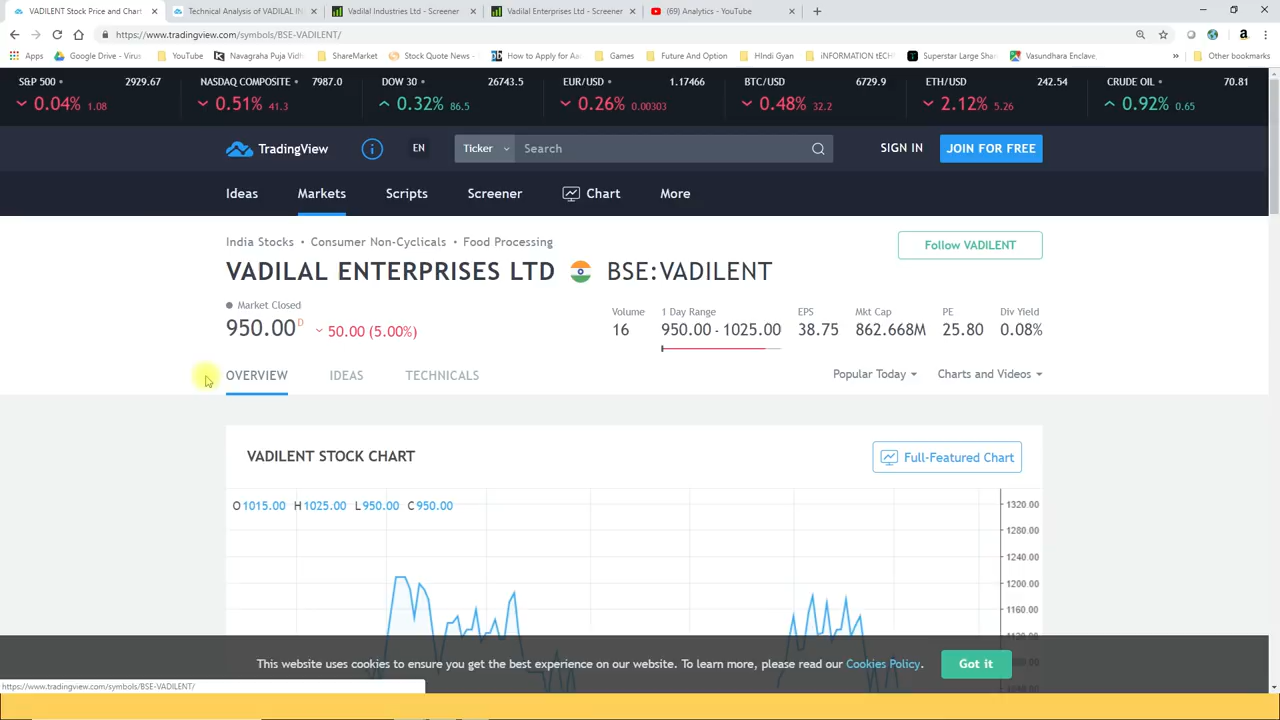 VADILENT Stock Price and Chart
Technical Analysis of VADILAL IN
Vadilal Industries Ltd - Screener
Vadilal Enterprises Ltd - Screener
(69) Analytics - YouTube
https://www.tradingview.com/symbols/BSE-VADILENT/
Apps
Google Drive - Virus
YouTube
Navagraha Puja Vidh
ShareMarket
Stock Quote News -
How to Apply for Aa
Games
Future And Option
HIndi Gyan
iNFORMATION tECH
Superstar Large Shar
Vasundhara Enclave,
»
Other bookmarks
S&P 500 2929.67
0.04% 1.08
NASDAQ COMPOSITE 7987.0
0.51% 41.3
DOW 30 26743.5
0.32% 86.5
EUR/USD 1.17466
0.26% 0.00303
BTC/USD 6729.9
0.48% 32.2
ETH/USD 242.54
2.12% 5.26
CRUDE OIL 70.81
0.92% 0.65
TradingView
EN
Ticker
Search
SIGN IN
JOIN FOR FREE
Ideas
Markets
Scripts
Screener
Chart
More
India Stocks • Consumer Non-Cyclicals • Food Processing
Follow VADILENT
VADILAL ENTERPRISES LTD BSE:VADILENT
Market Closed
950.00 D 50.00 (5.00%)
Volume
16
1 Day Range
950.00 - 1025.00
EPS
38.75
Mkt Cap
862.668M
PE
25.80
Div Yield
0.08%
OVERVIEW
IDEAS
TECHNICALS
Popular Today
Charts and Videos
VADILENT STOCK CHART
Full-Featured Chart
O 1015.00 H 1025.00 L 950.00 C 950.00
1320.00
1280.00
1240.00
1200.00
1160.00
This website uses cookies to ensure you get the best experience on our website. To learn more, please read our Cookies Policy.
Got it
https://www.tradingview.com/symbols/BSE-VADILENT/